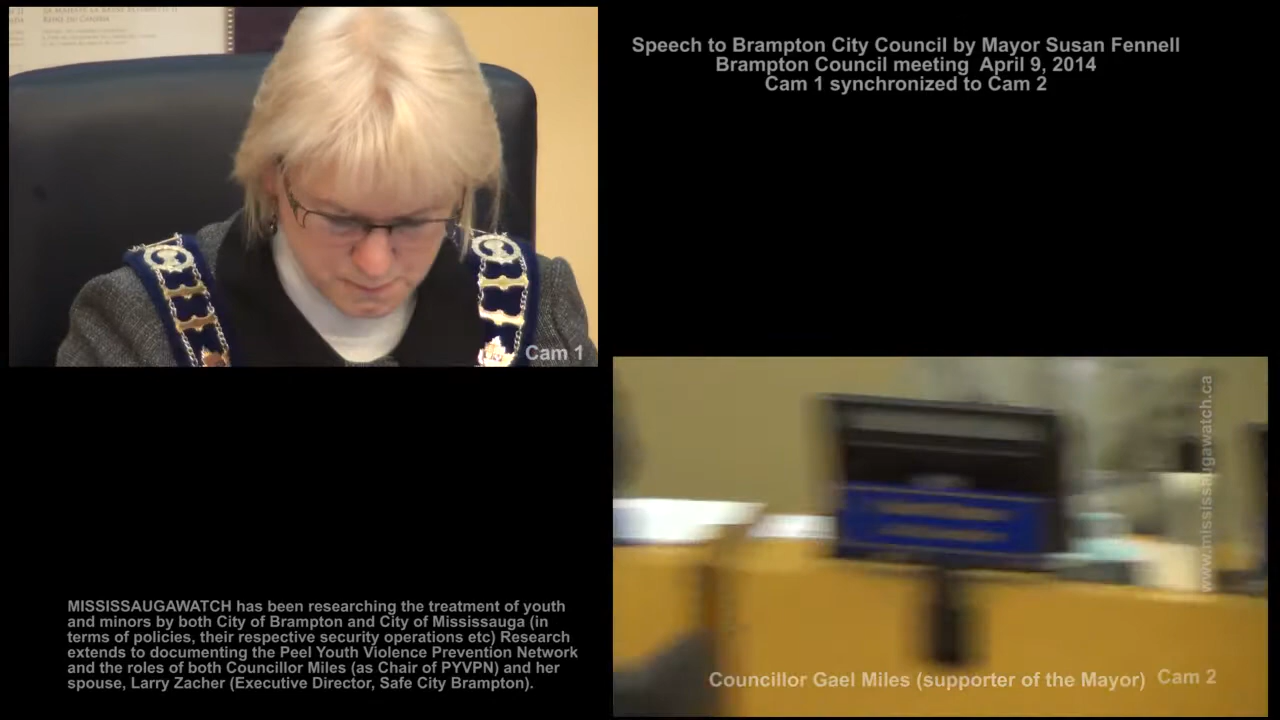 REINE DU CANADA
Speech to Brampton City Council by Mayor Susan Fennell
Brampton Council meeting April 9, 2014
Cam 1 synchronized to Cam 2
Cam 1
www.mississaugawatch.ca
MISSISSAUGAWATCH has been researching the treatment of youth
and minors by both City of Brampton and City of Mississauga (in
terms of policies, their respective security operations etc) Research
extends to documenting the Peel Youth Violence Prevention Network
and the roles of both Councillor Miles (as Chair of PYVPN) and her
spouse, Larry Zacher (Executive Director, Safe City Brampton).
Councillor Gael Miles (supporter of the Mayor)
Cam 2